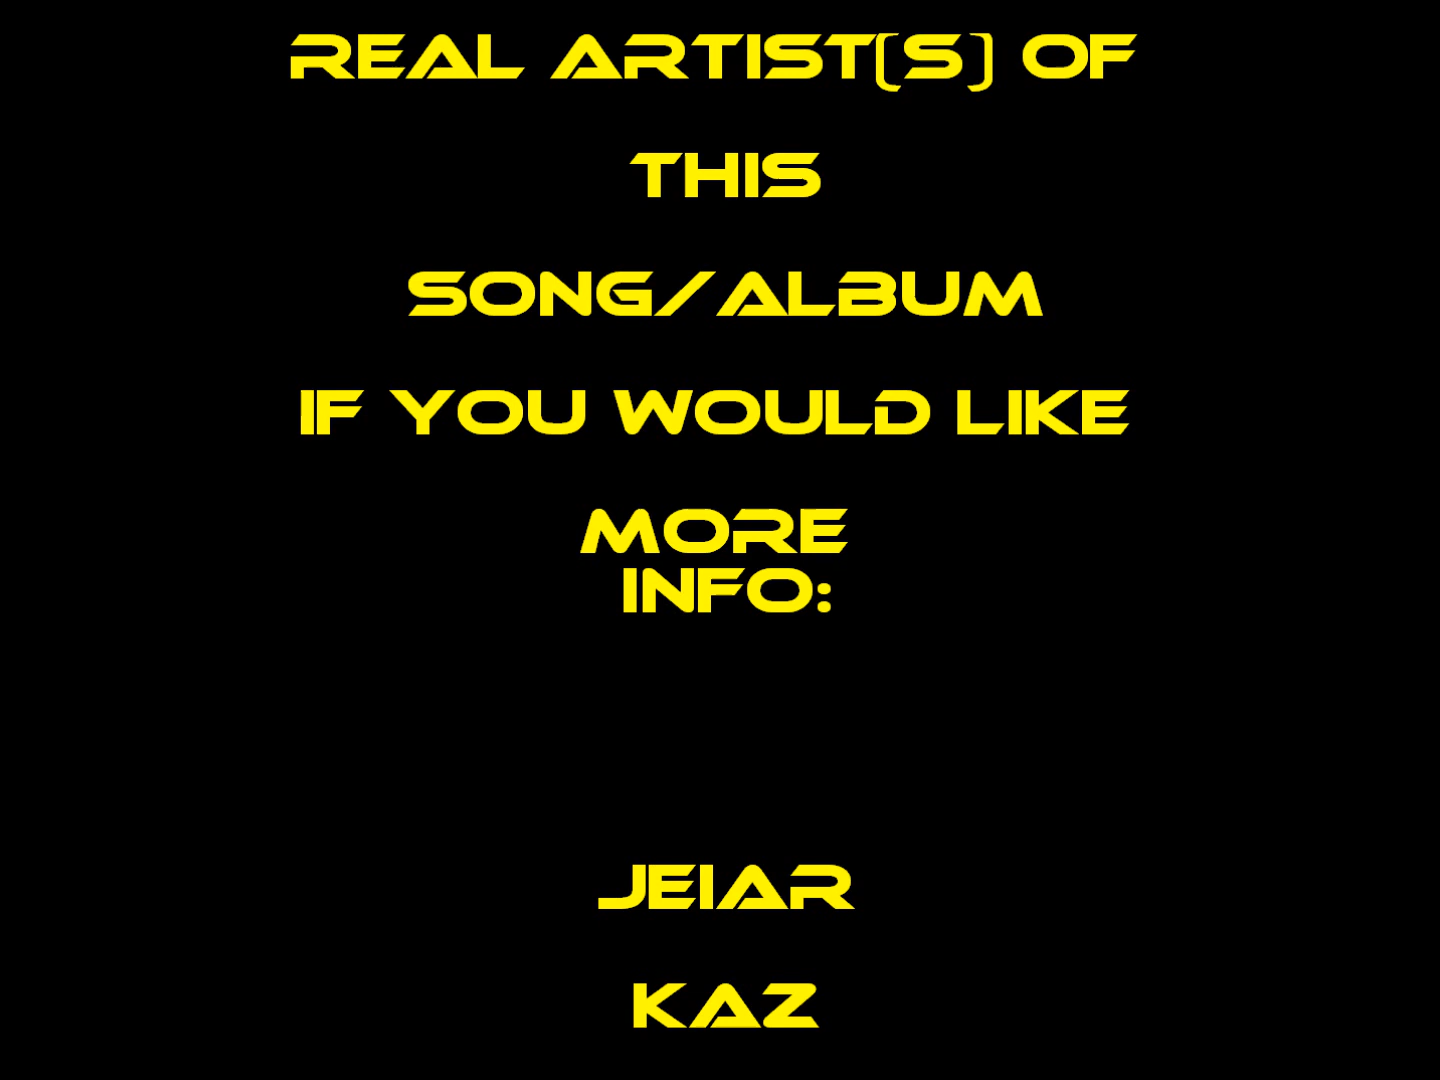 REAL ARTIST(S) OF
THIS
SONG/ALBUM
IF YOU WOULD LIKE
MORE
INFO:
JEIAR
KAZ